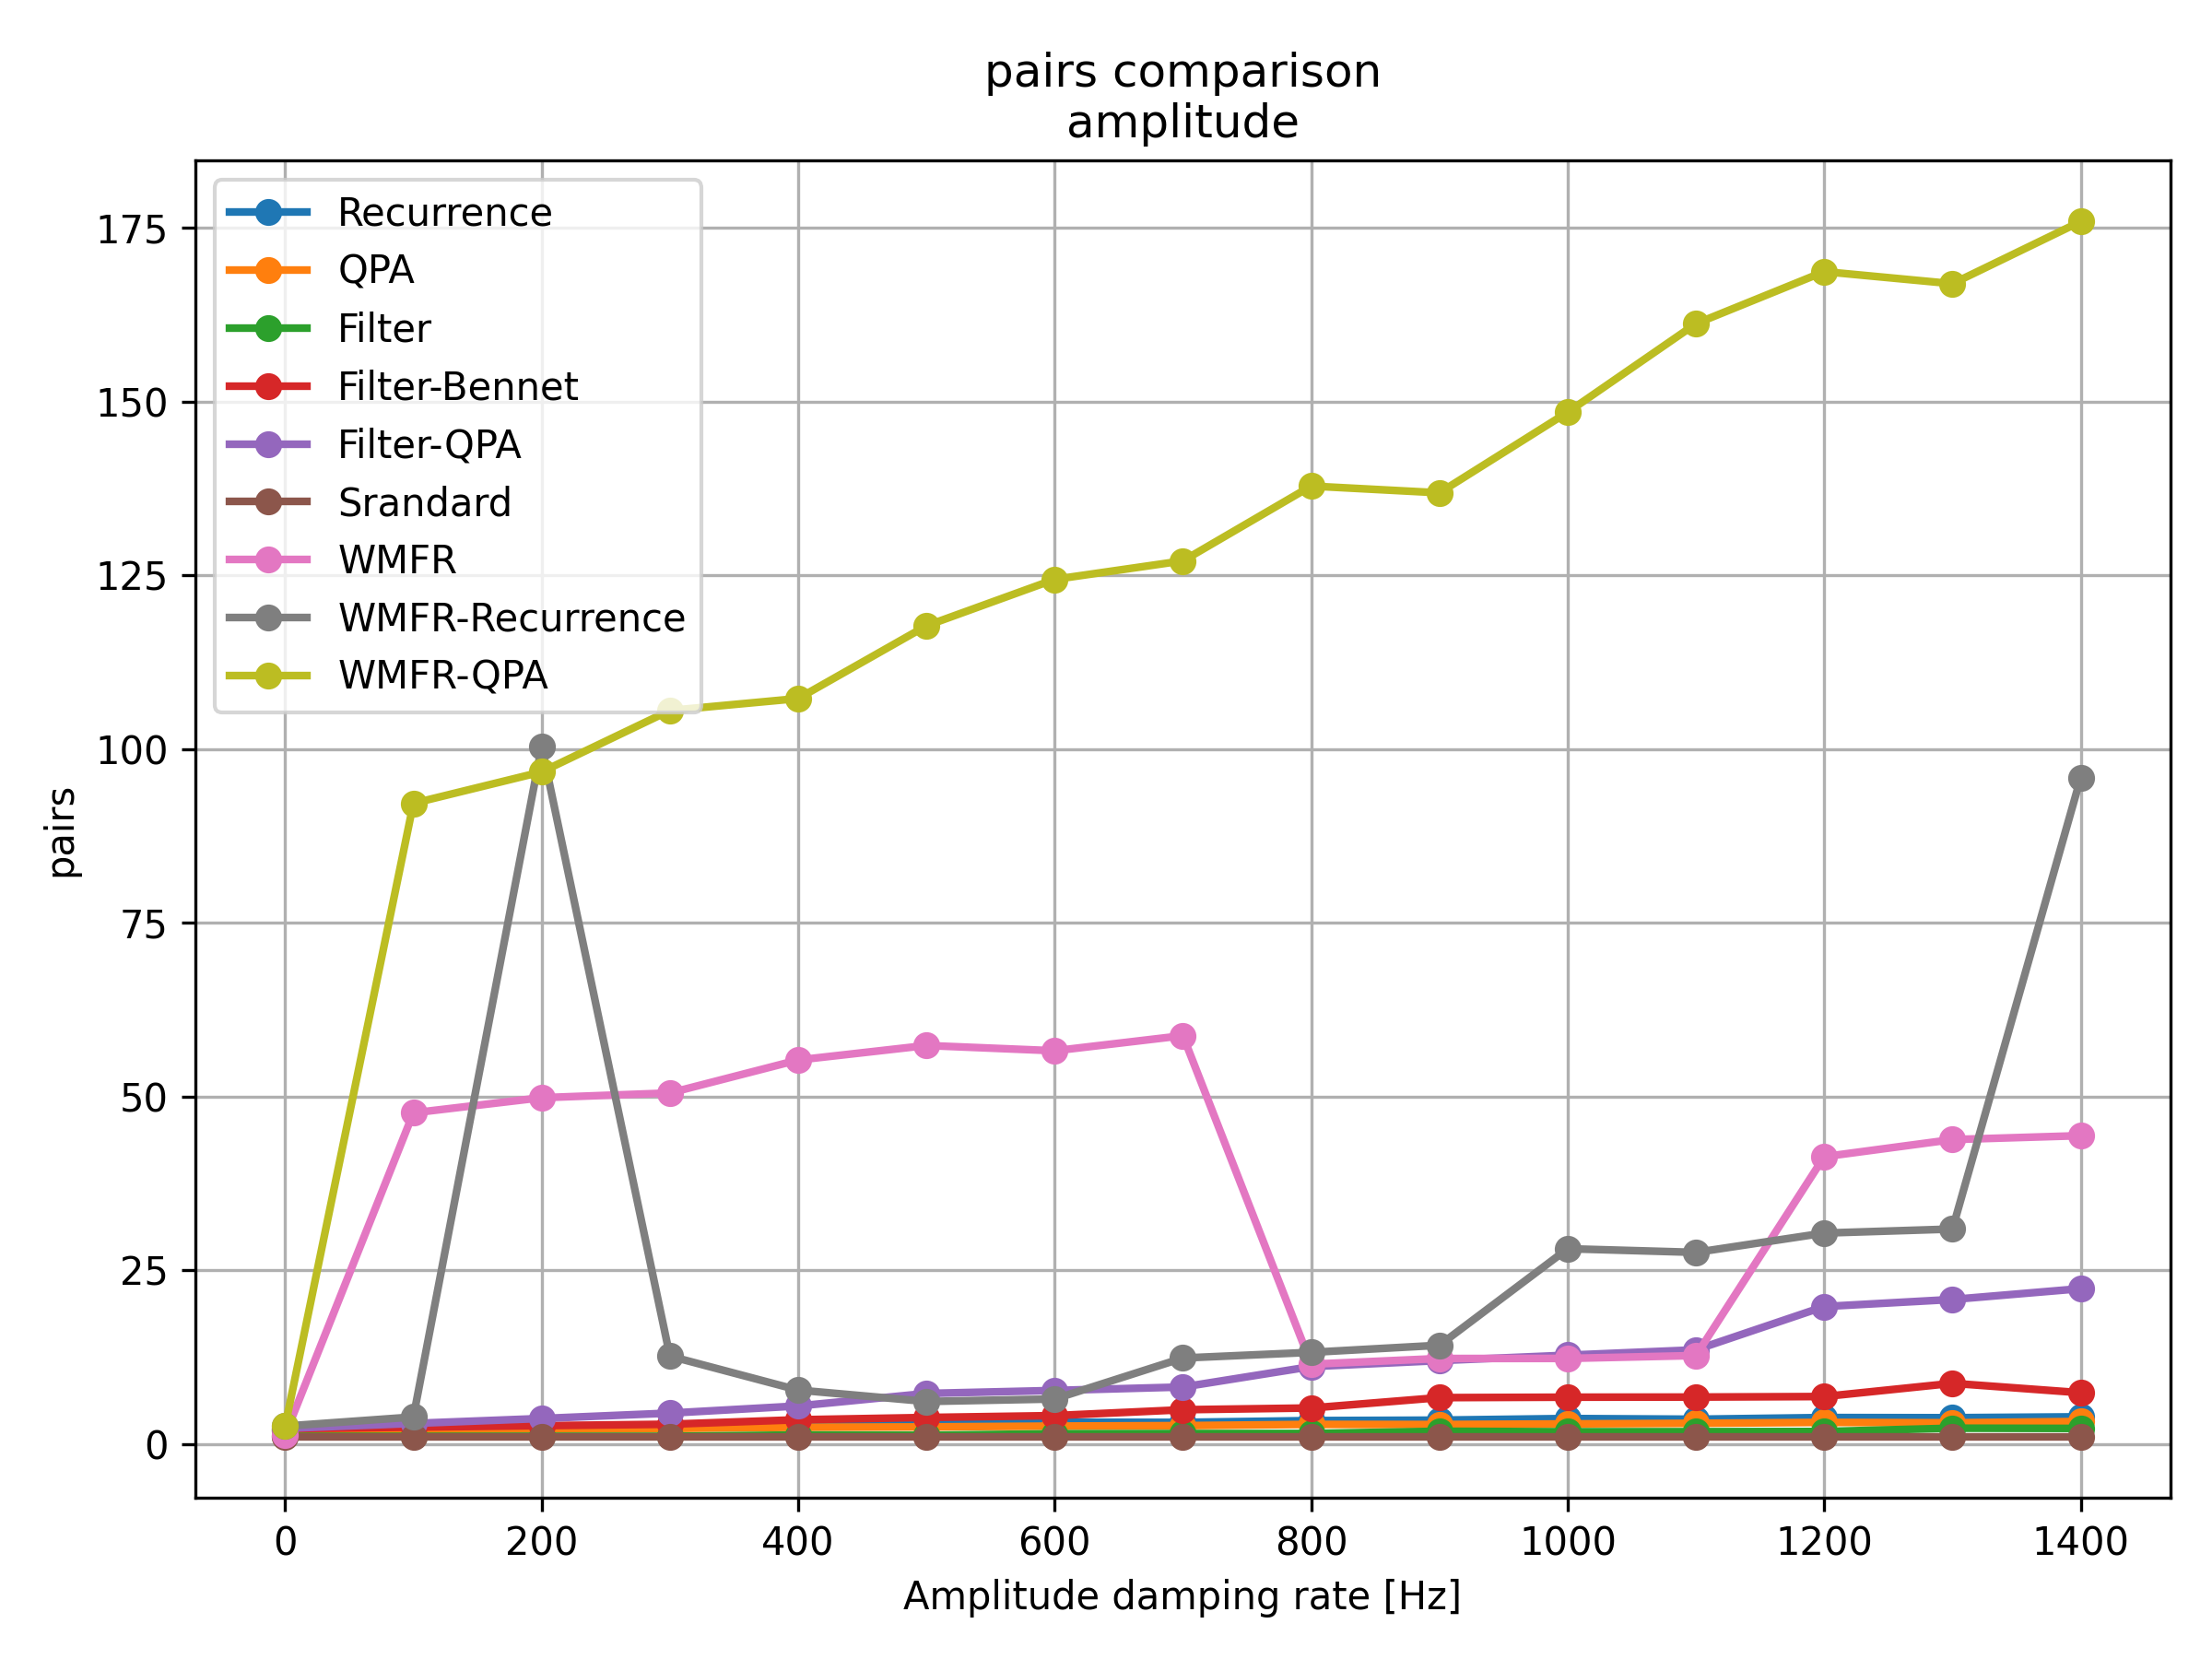 pairs comparison
amplitude
175
150
125
100
75
50
25
0
pairs
Recurrence
QPA
Filter
Filter-Bennet
Filter-QPA
Srandard
WMFR
WMFR-Recurrence
WMFR-QPA
0 200 400 600 800 1000 1200 1400
Amplitude damping rate [Hz]